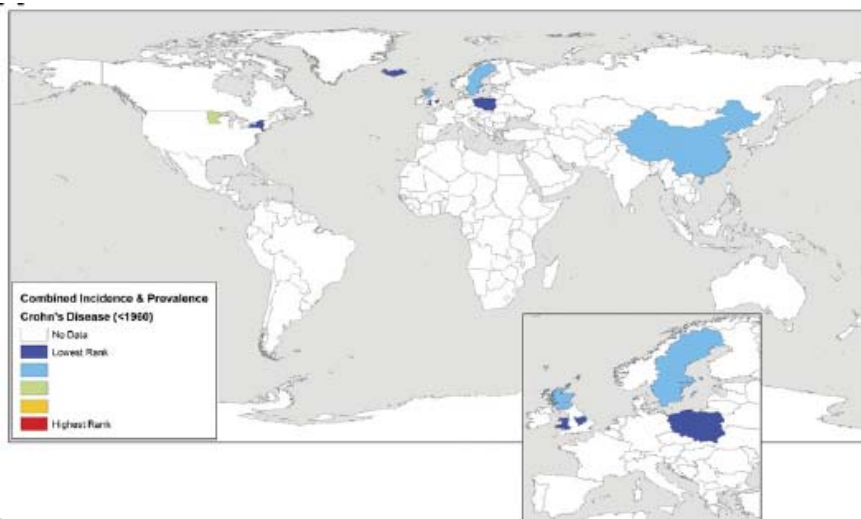 Combined Incidence & Prevalence
Crohn's Disease (<1960)
No Data
Lowest Rank
Highest Rank